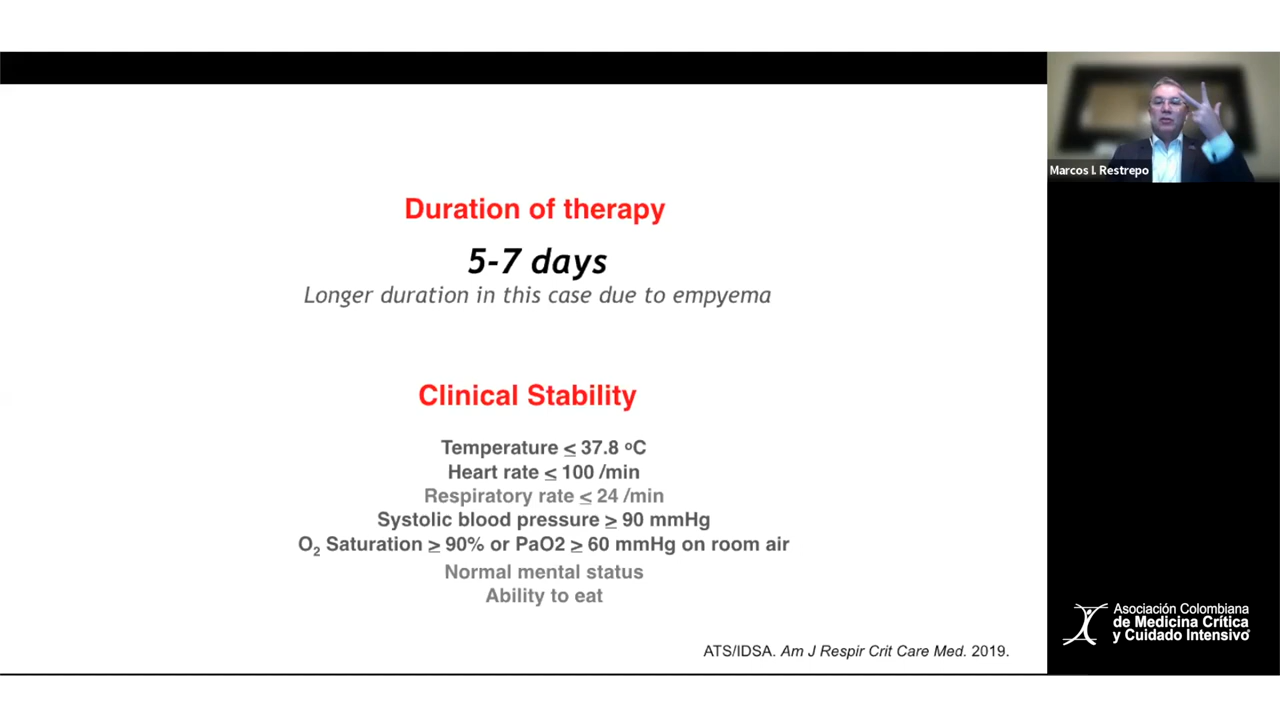 Duration of therapy
5-7 days
Longer duration in this case due to empyema
Clinical Stability
Temperature ≤ 37.8 ºC
Heart rate ≤ 100 /min
Respiratory rate ≤ 24 /min
Systolic blood pressure ≥ 90 mmHg
O₂ Saturation ≥ 90% or PaO2 ≥ 60 mmHg on room air
Normal mental status
Ability to eat
ATS/IDSA. Am J Respir Crit Care Med. 2019.
Marcos I. Restrepo
Asociación Colombiana
de Medicina Crítica
y Cuidado Intensivo